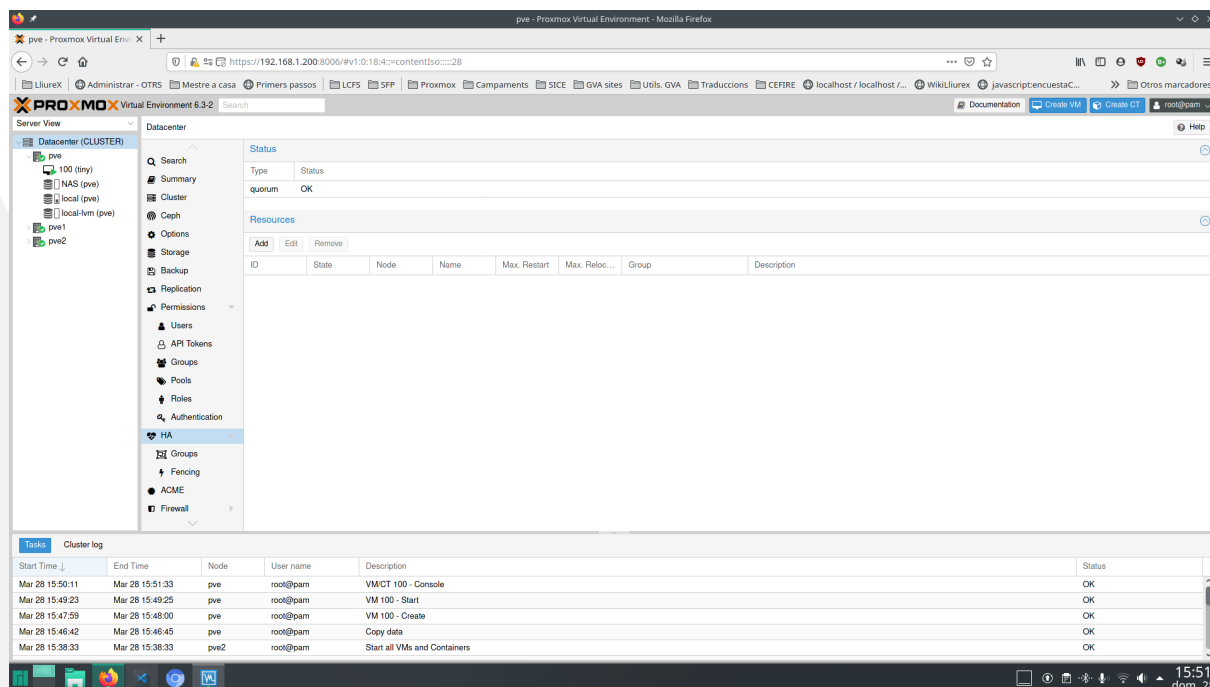 pve - Proxmox Virtual Environment - Mozilla Firefox
pve - Proxmox Virtual Envi
https://192.168.1.200:8006/#v1:0:18:4::=contentIso:::::28
LliureX Administrar - OTRS Mestre a casa Primers passos LCFS SFP Proxmox Campaments SICE GVA sites Utils. GVA Traduccions CEFIRE localhost / localhost /... WikiLliurex javascript:encuestaC... Otros marcadores
PROXMOX Virtual Environment 6.3-2 Search Documentation Create VM Create CT root@pam
Server View
Datacenter (CLUSTER)
pve
100 (tiny)
NAS (pve)
local (pve)
local-lvm (pve)
pve1
pve2
Datacenter Help
Search
Summary
Cluster
Ceph
Options
Storage
Backup
Replication
Permissions
Users
API Tokens
Groups
Pools
Roles
Authentication
HA
Groups
Fencing
ACME
Firewall
Status
Type Status
quorum OK
Resources
Add Edit Remove
ID State Node Name Max. Restart Max. Reloc... Group Description
Tasks Cluster log
Start Time End Time Node User name Description Status
Mar 28 15:50:11 Mar 28 15:51:33 pve root@pam VM/CT 100 - Console OK
Mar 28 15:49:23 Mar 28 15:49:25 pve root@pam VM 100 - Start OK
Mar 28 15:47:59 Mar 28 15:48:00 pve root@pam VM 100 - Create OK
Mar 28 15:46:42 Mar 28 15:46:45 pve root@pam Copy data OK
Mar 28 15:38:33 Mar 28 15:38:33 pve2 root@pam Start all VMs and Containers OK
15:51